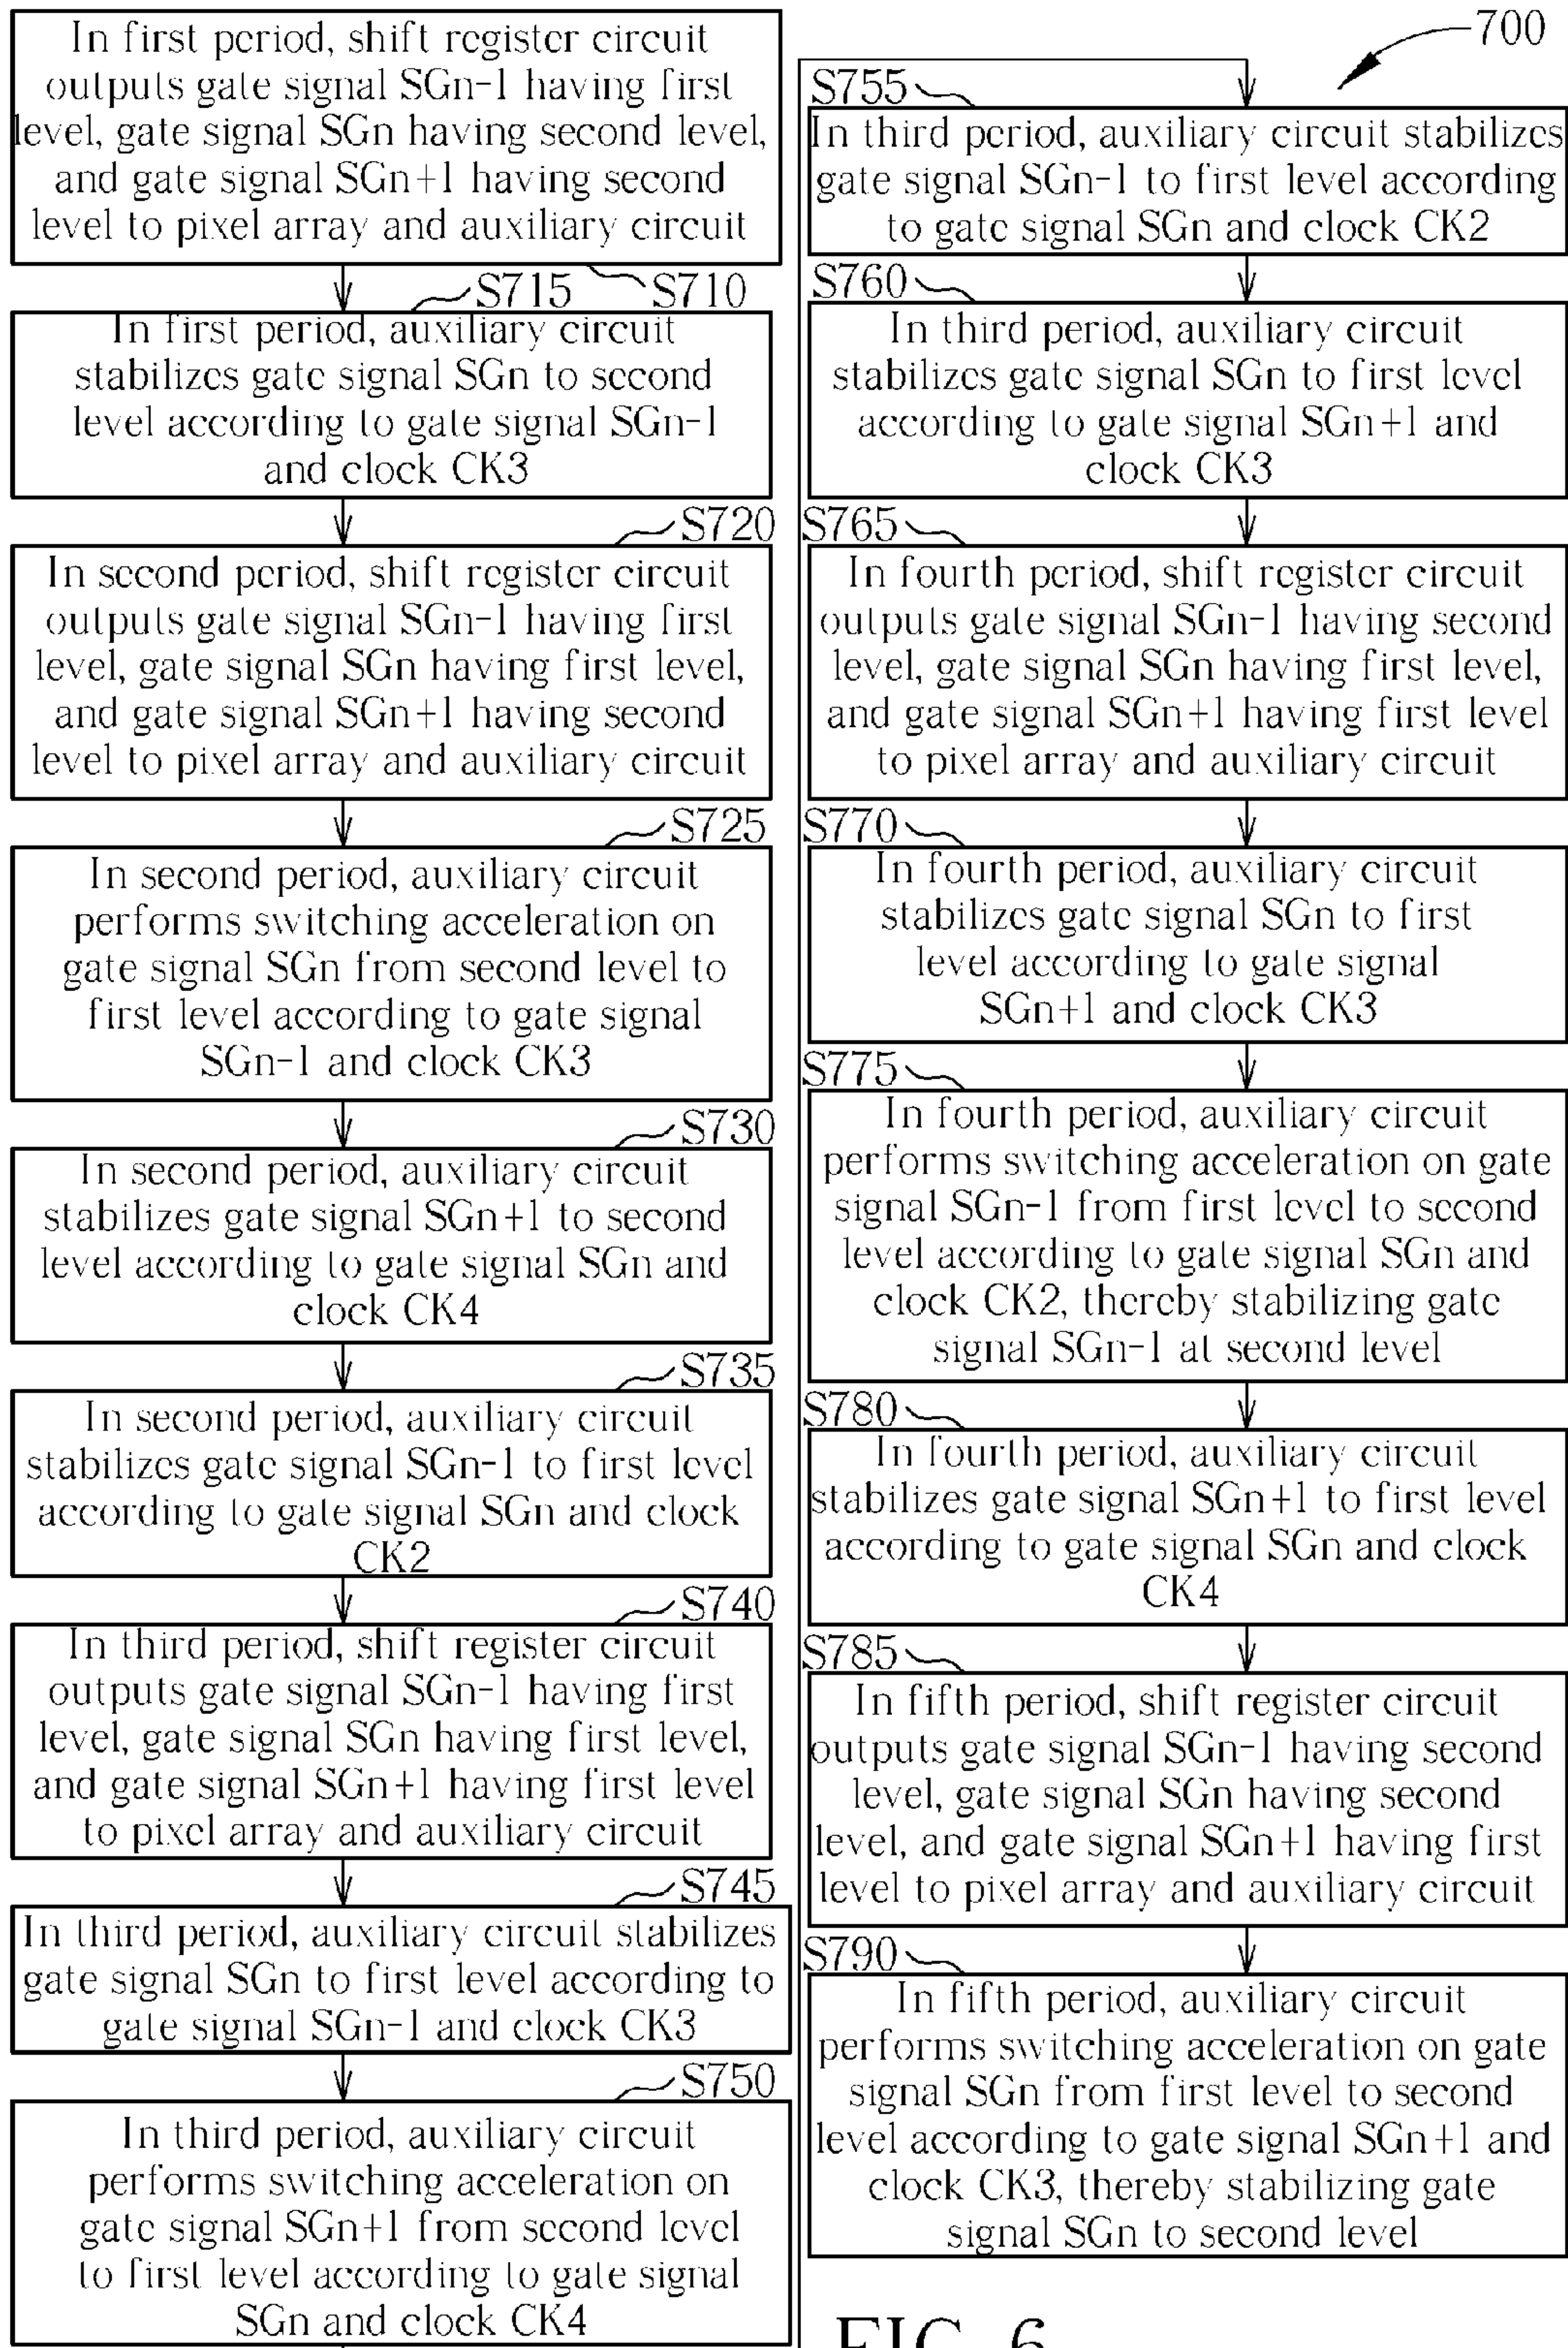 In first period, shift register circuit
outputs gate signal SGn-1 having first
level, gate signal SGn having second level,
and gate signal SGn+1 having second
level to pixel array and auxiliary circuit
S710
S715
In first period, auxiliary circuit
stabilizes gate signal SGn to second
level according to gate signal SGn-1
and clock CK3
S720
In second period, shift register circuit
outputs gate signal SGn-1 having first
level, gate signal SGn having first level,
and gate signal SGn+1 having second
level to pixel array and auxiliary circuit
S725
In second period, auxiliary circuit
performs switching acceleration on
gate signal SGn from second level to
first level according to gate signal
SGn-1 and clock CK3
S730
In second period, auxiliary circuit
stabilizes gate signal SGn+1 to second
level according to gate signal SGn and
clock CK4
S735
In second period, auxiliary circuit
stabilizes gate signal SGn-1 to first level
according to gate signal SGn and clock
CK2
S740
In third period, shift register circuit
outputs gate signal SGn-1 having first
level, gate signal SGn having first level,
and gate signal SGn+1 having first level
to pixel array and auxiliary circuit
S745
In third period, auxiliary circuit stabilizes
gate signal SGn to first level according to
gate signal SGn-1 and clock CK3
S750
In third period, auxiliary circuit
performs switching acceleration on
gate signal SGn+1 from second level
to first level according to gate signal
SGn and clock CK4
700
S755
In third period, auxiliary circuit stabilizes
gate signal SGn-1 to first level according
to gate signal SGn and clock CK2
S760
In third period, auxiliary circuit
stabilizes gate signal SGn to first level
according to gate signal SGn+1 and
clock CK3
S765
In fourth period, shift register circuit
outputs gate signal SGn-1 having second
level, gate signal SGn having first level,
and gate signal SGn+1 having first level
to pixel array and auxiliary circuit
S770
In fourth period, auxiliary circuit
stabilizes gate signal SGn to first
level according to gate signal
SGn+1 and clock CK3
S775
In fourth period, auxiliary circuit
performs switching acceleration on gate
signal SGn-1 from first level to second
level according to gate signal SGn and
clock CK2, thereby stabilizing gate
signal SGn-1 at second level
S780
In fourth period, auxiliary circuit
stabilizes gate signal SGn+1 to first level
according to gate signal SGn and clock
CK4
S785
In fifth period, shift register circuit
outputs gate signal SGn-1 having second
level, gate signal SGn having second
level, and gate signal SGn+1 having first
level to pixel array and auxiliary circuit
S790
In fifth period, auxiliary circuit
performs switching acceleration on gate
signal SGn from first level to second
level according to gate signal SGn+1 and
clock CK3, thereby stabilizing gate
signal SGn to second level
FIG. 6